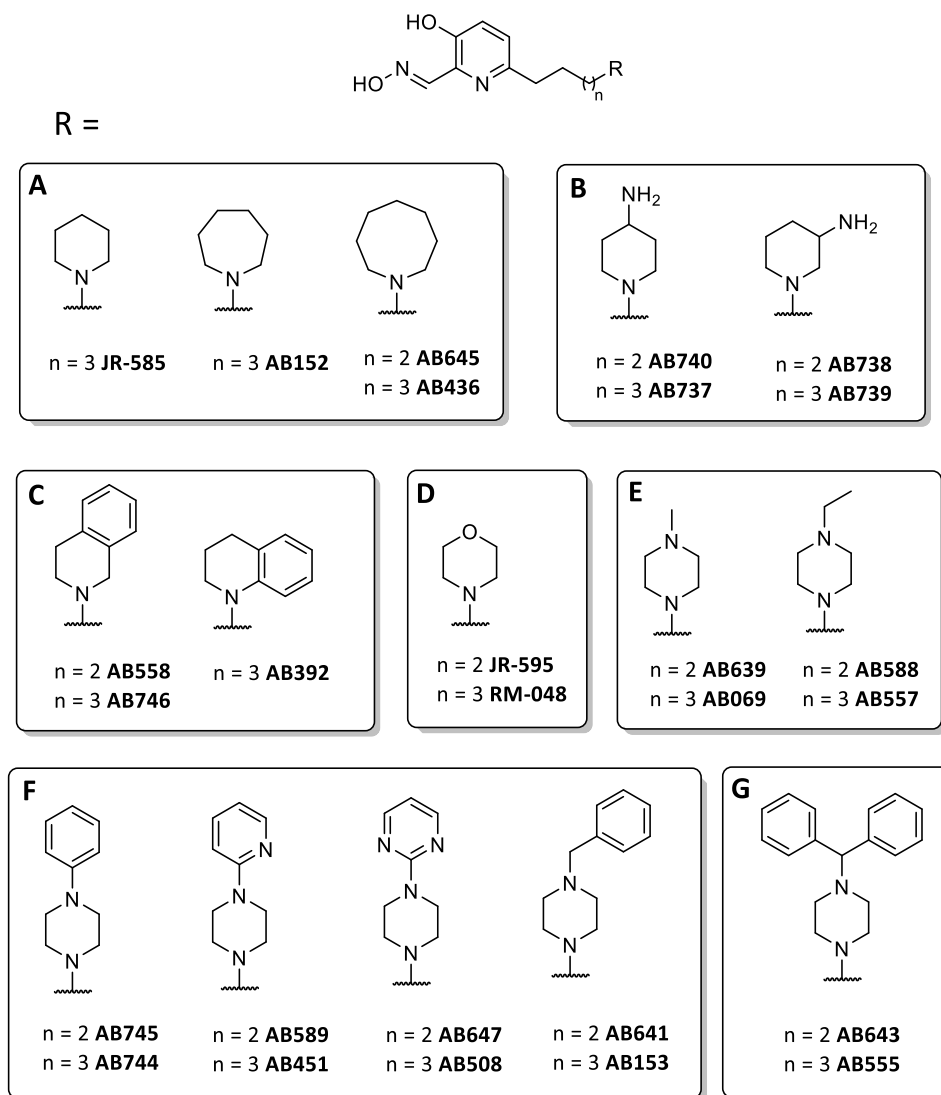 HO
HO
N
N
R
n
R =
A
N
N
N
n = 3 JR-585
n = 3 AB152
n = 2 AB645
n = 3 AB436
B
NH2
N
NH2
N
n = 2 AB740
n = 3 AB737
n = 2 AB738
n = 3 AB739
C
N
N
n = 2 AB558
n = 3 AB746
n = 3 AB392
D
O
N
n = 2 JR-595
n = 3 RM-048
E
N
N
N
N
n = 2 AB639
n = 3 AB069
n = 2 AB588
n = 3 AB557
F
N
N
N
N
N
N
N
N
N
N
N
n = 2 AB745
n = 3 AB744
n = 2 AB589
n = 3 AB451
n = 2 AB647
n = 3 AB508
n = 2 AB641
n = 3 AB153
G
N
N
n = 2 AB643
n = 3 AB555